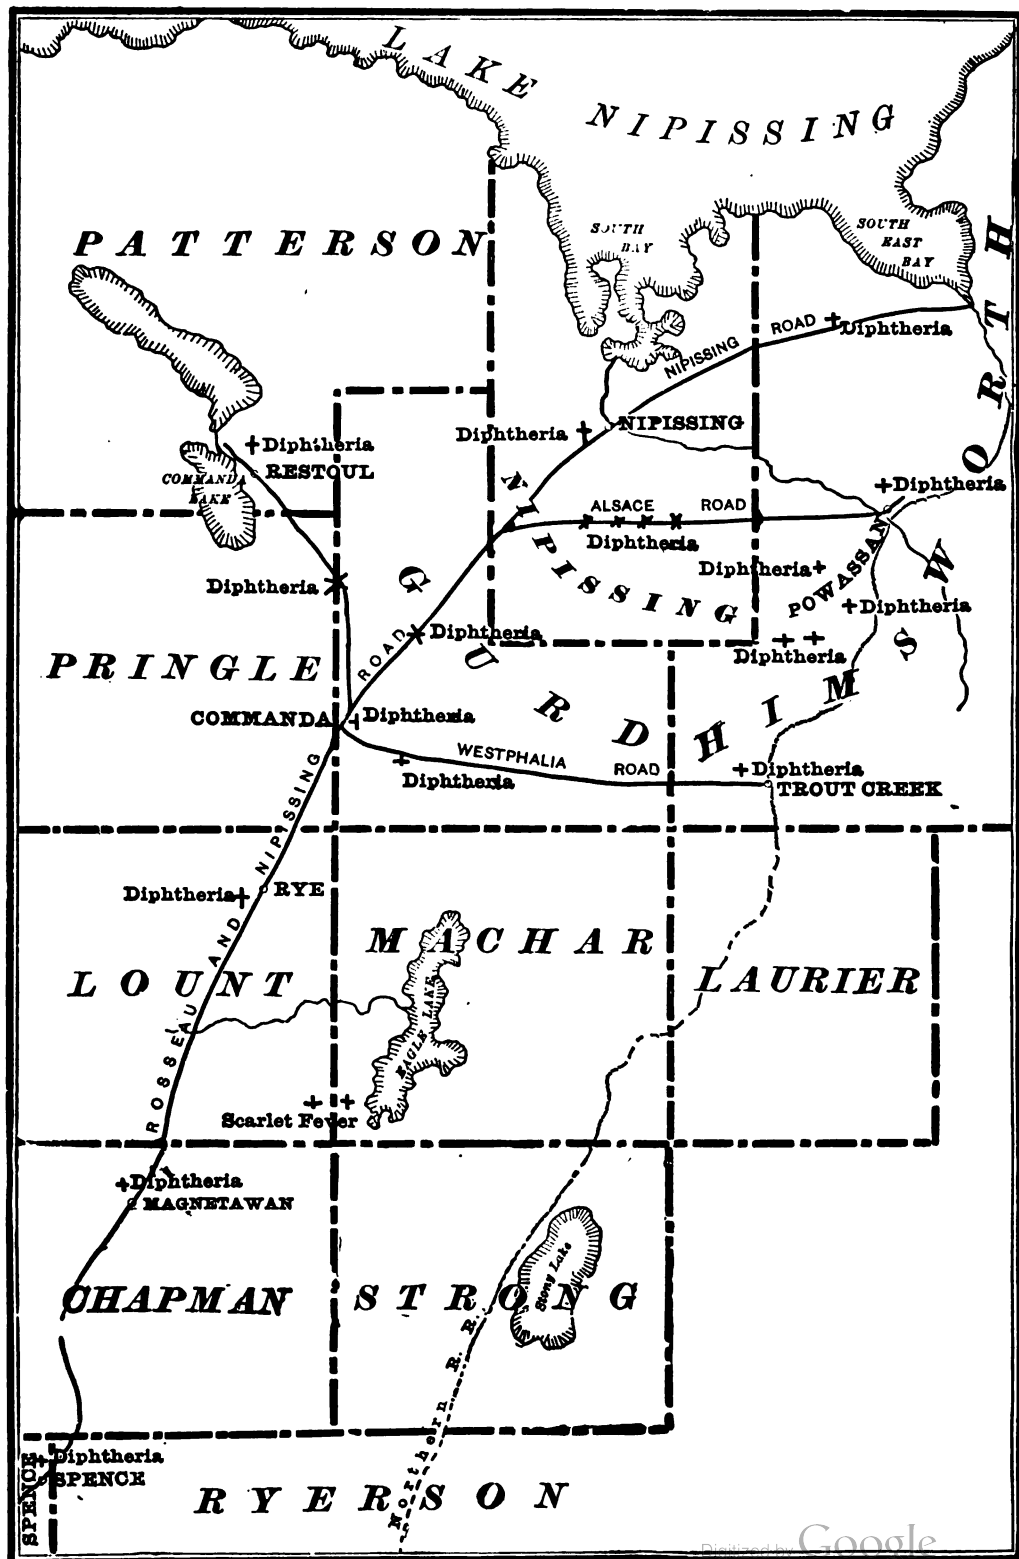 LAKE NIPISSING
SOUTH
BAY
SOUTH
EAST
BAY
PATTERSON
NORTH
NIPISSING ROAD
Diphtheria
Diphtheria
NIPISSING
Diphtheria
RESTOUL
COMMANDA
LAKE
ALSACE ROAD
Diphtheria
Diphtheria
NIPISSING
Diphtheria
POWASSAN
Diphtheria
Diphtheria
Diphtheria
Diphtheria
PRINGLE
GURD
HIMSW
ORTH
COMMANDA
Diphtheria
WESTPHALIA ROAD
Diphtheria
Diphtheria
TROUT CREEK
ROSSEAU AND NIPISSING ROAD
Diphtheria
RYE
LOUNT
MACHAR
LAURIER
EAGLE LAKE
Scarlet Fever
Diphtheria
MAGNETAWAN
CHAPMAN
STRONG
Stony Lake
Northern R. R.
Diphtheria
SPENCE
SPENCE
RYERSON
Digitized by Google